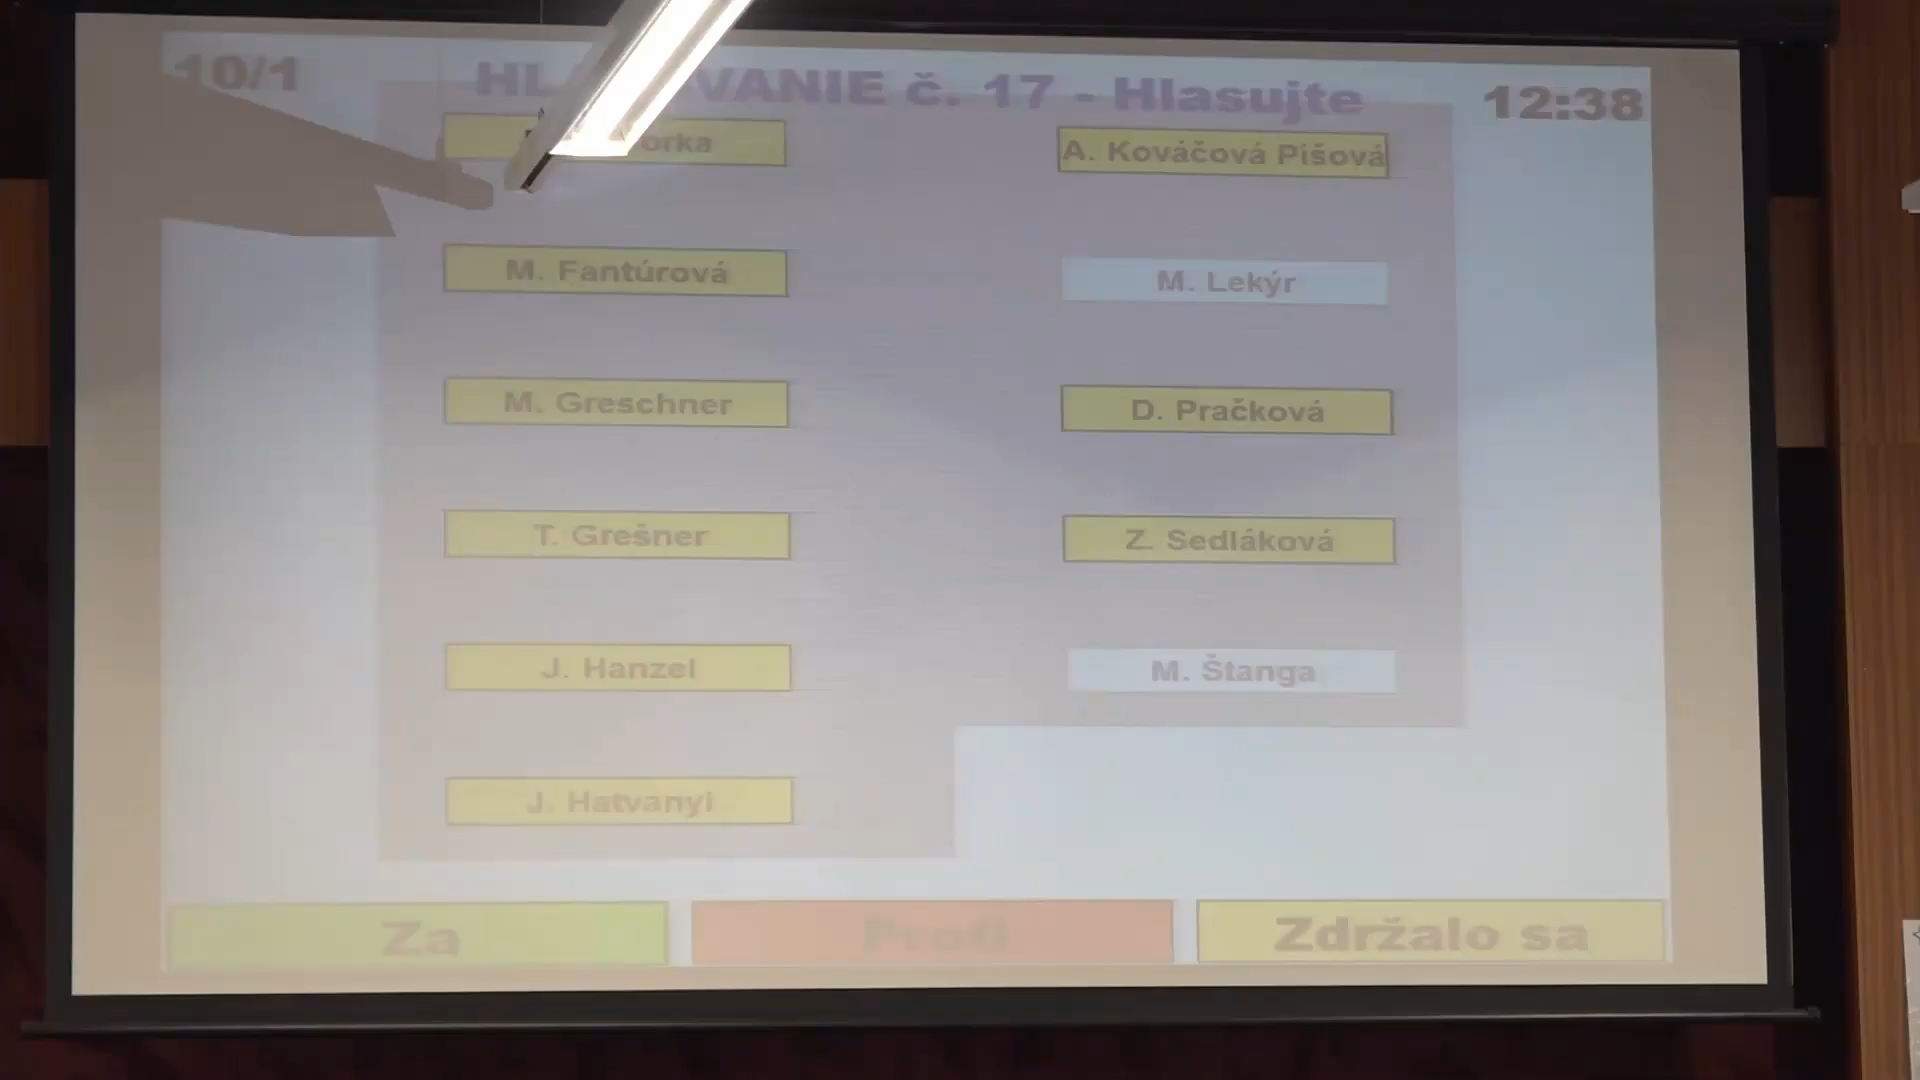 10/1
VANIE č. 17 - Hlasujte
12:38
A. Kováčová Pišová
M. Fantúrová
M. Lekýr
M. Greschner
D. Pračková
T. Grešner
Z. Sedláková
J. Hanzel
M. Štanga
J. Hatvanyi
Za
Proti
Zdržalo sa